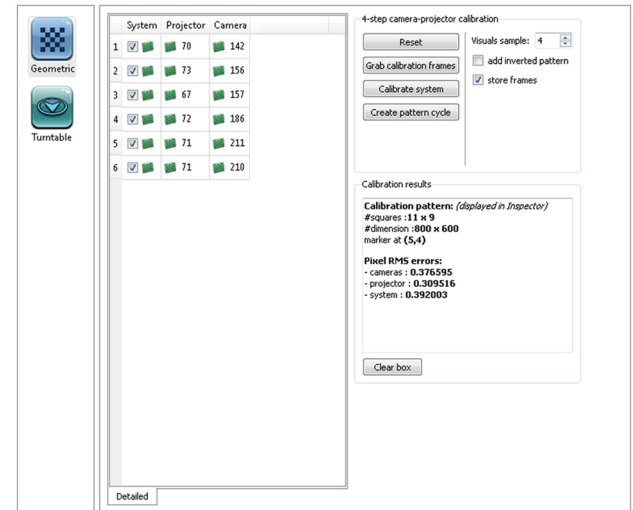 Geometric
Turntable
System Projector Camera
1 70 142
2 73 156
3 67 157
4 72 186
5 71 211
6 71 210
Detailed
4-step camera-projector calibration
Reset
Grab calibration frames
Calibrate system
Create pattern cycle
Visuals sample: 4
add inverted pattern
store frames
Calibration results
Calibration pattern: (displayed in Inspector)
#squares :11 x 9
#dimension :800 x 600
marker at (5,4)
Pixel RMS errors:
- cameras : 0.376595
- projector : 0.309516
- system : 0.392003
Clear box